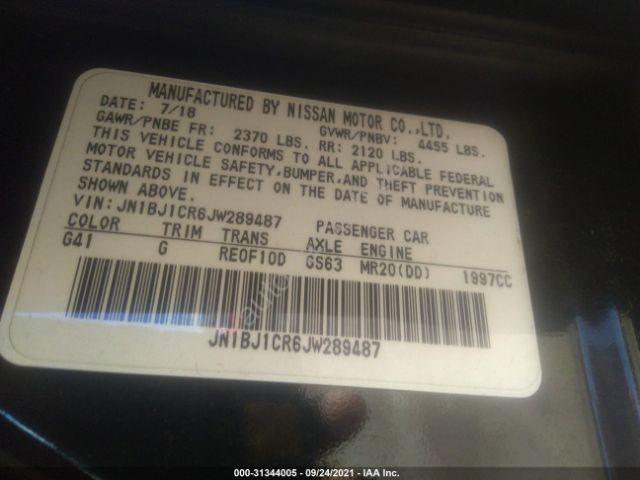 MANUFACTURED BY NISSAN MOTOR CO.,LTD.
DATE: 7/18 GVWR/PNBV: 4455 LBS.
GAWR/PNBE FR: 2370 LBS. RR: 2120 LBS.
THIS VEHICLE CONFORMS TO ALL APPLICABLE FEDERAL
MOTOR VEHICLE SAFETY,BUMPER,AND THEFT PREVENTION
STANDARDS IN EFFECT ON THE DATE OF MANUFACTURE
SHOWN ABOVE.
VIN:JN1BJ1CR6JW289487 PASSENGER CAR
COLOR TRIM TRANS AXLE ENGINE
G41 G RE0F10D GS63 MR20(DD) 1997CC
JN1BJ1CR6JW289487
000-31344005 - 09/24/2021 - IAA Inc.